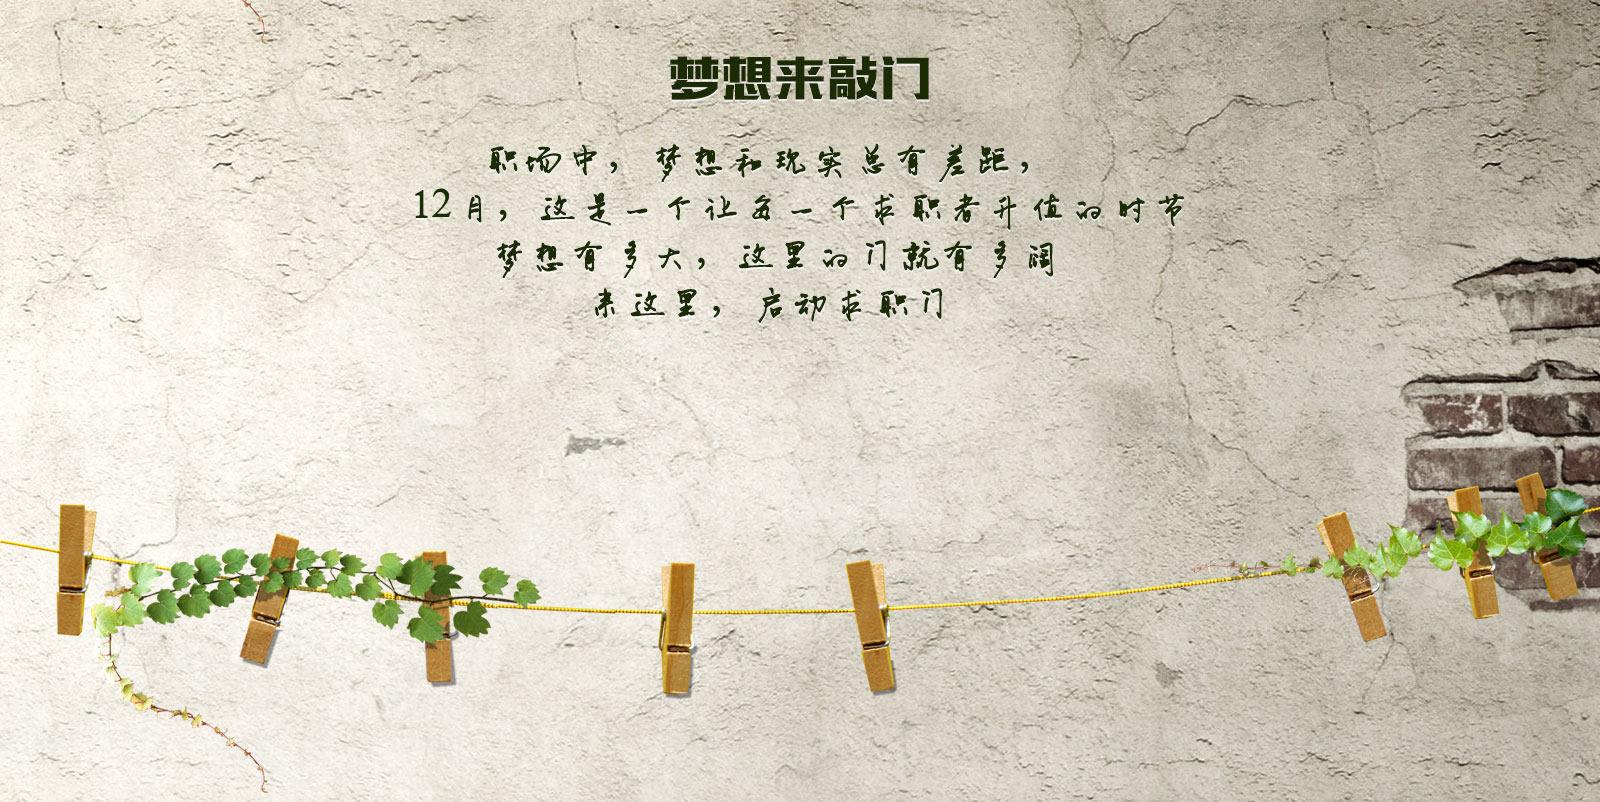 梦想来敲门
职场中，梦想和现实总有差距，
12月，这是一个让每一个求职者升值的时节
梦想有多大，这里的门就有多阔
来这里，启动求职门